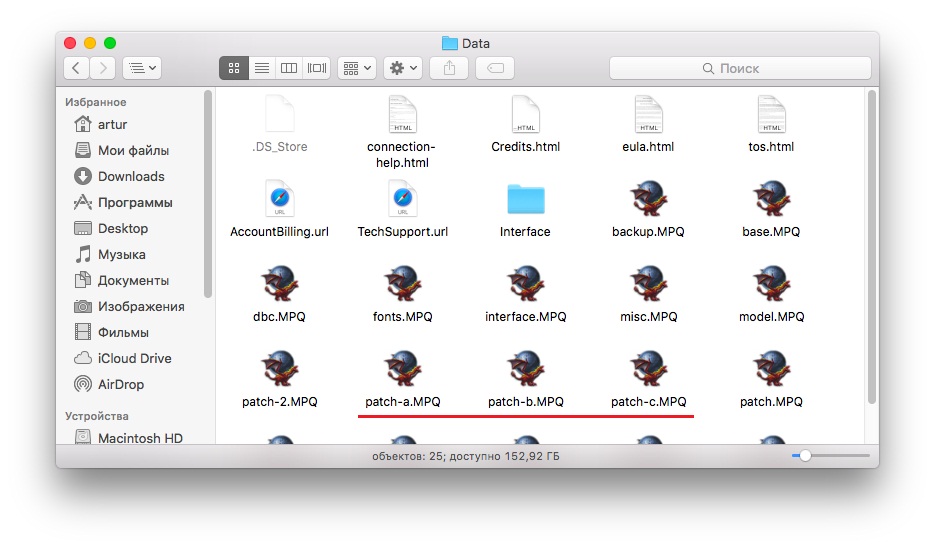 Data
Поиск
Избранное
artur
Мои файлы
Downloads
Программы
Desktop
Музыка
Документы
Изображения
Фильмы
iCloud Drive
AirDrop
Устройства
Macintosh HD
.DS_Store
HTML
connection-
help.html
HTML
Credits.html
HTML
eula.html
HTML
tos.html
URL
AccountBilling.url
URL
TechSupport.url
Interface
backup.MPQ
base.MPQ
dbc.MPQ
fonts.MPQ
interface.MPQ
misc.MPQ
model.MPQ
patch-2.MPQ
patch-a.MPQ
patch-b.MPQ
patch-c.MPQ
patch.MPQ
объектов: 25; доступно 152,92 ГБ